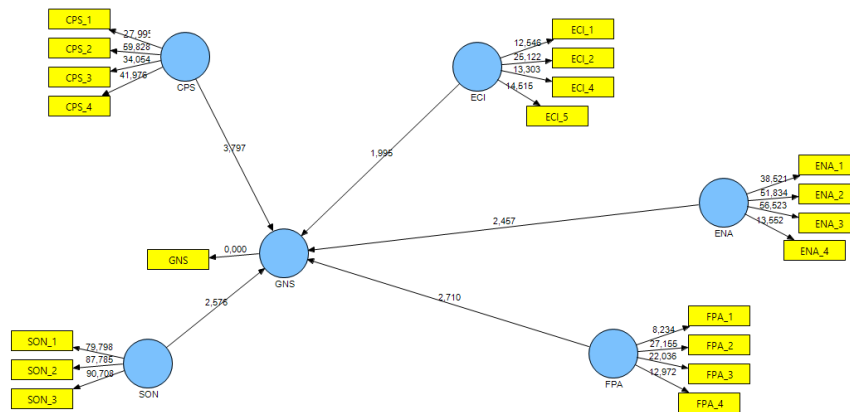 CPS_1
27,995
CPS_2
59,828
CPS_3
34,054
CPS_4
41,976
CPS
3,797
ECI_1
12,546
ECI_2
25,122
ECI_4
13,303
ECI_5
14,515
ECI
1,995
ENA_1
38,521
ENA_2
51,834
ENA_3
56,523
ENA_4
13,552
ENA
2,457
GNS
0,000
GNS
2,576
2,710
SON_1
79,798
SON_2
87,785
SON_3
90,708
SON
FPA_1
8,234
FPA_2
27,155
FPA_3
22,036
FPA_4
12,972
FPA